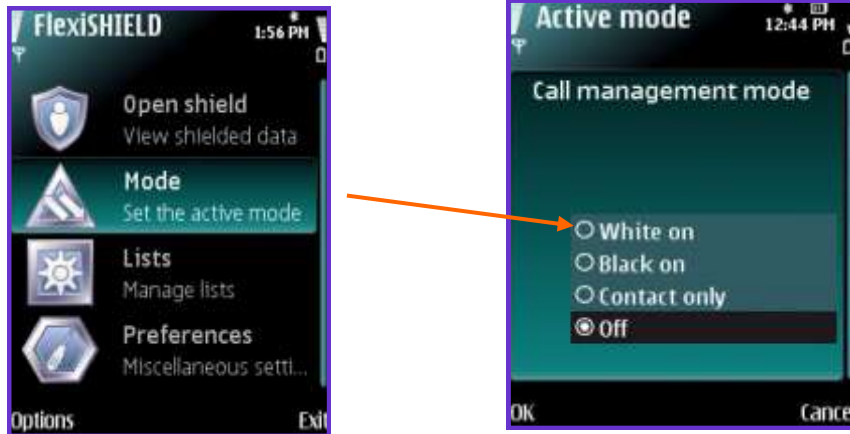 FlexiSHIELD
1:56 PM
Open shield
View shielded data
Mode
Set the active mode
Lists
Manage lists
Preferences
Miscellaneous setti...
Options
Exit
Active mode
12:44 PM
Call management mode
White on
Black on
Contact only
Off
OK
Cance